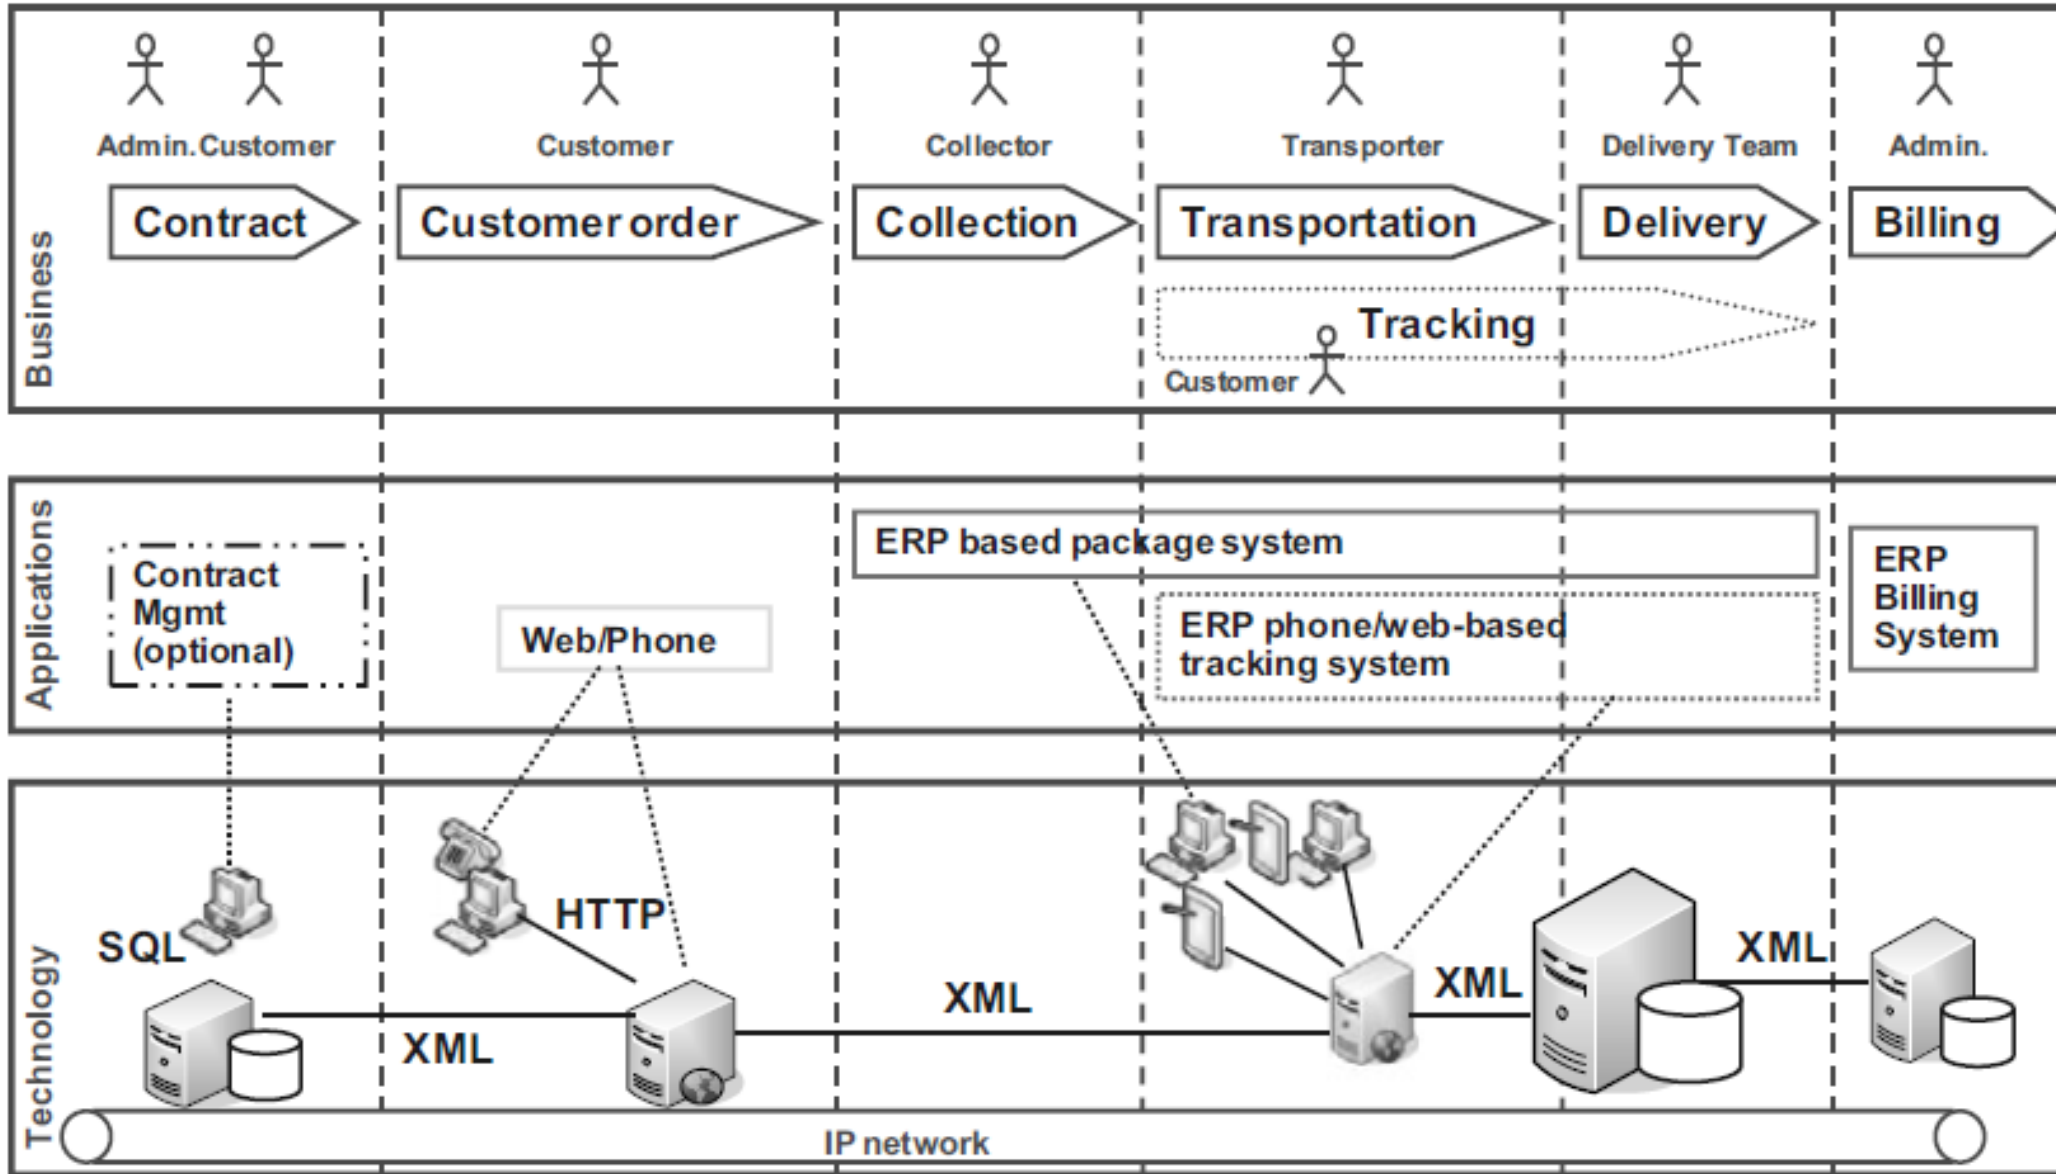 Business
Admin. Customer
Customer
Collector
Transporter
Delivery Team
Admin.
Contract
Customer order
Collection
Transportation
Delivery
Billing
Tracking
Customer
Applications
Contract
Mgmt
(optional)
Web/Phone
ERP based package system
ERP phone/web-based
tracking system
ERP
Billing
System
Technology
SQL
HTTP
XML
XML
XML
XML
IP network